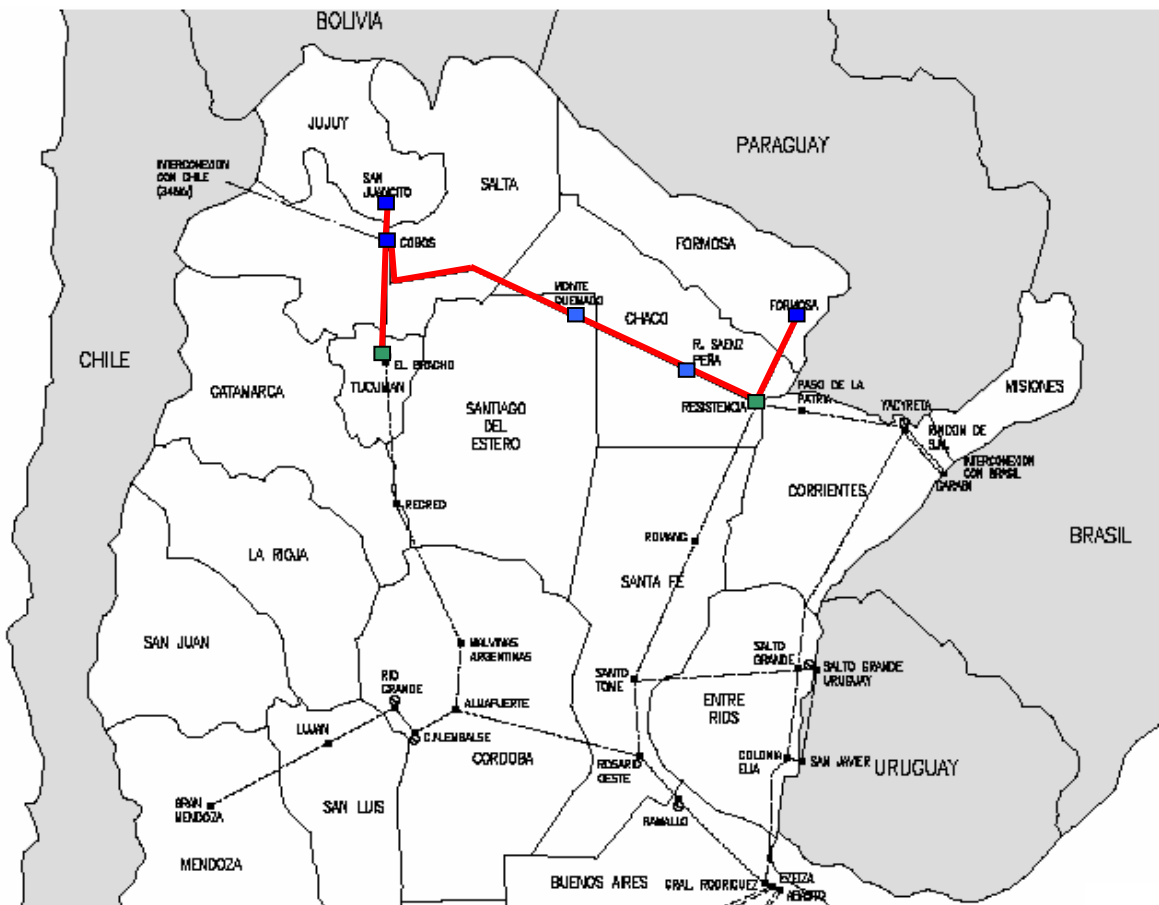 BOLIVIA
JUJUY
PARAGUAY
INTERCONEXION
CON CHILE
SAN
JUANCITO
SALTA
COBOS
FORMOSA
MONTE
QUEMADO
FORMOSA
CHACO
CHILE
R. SAENZ
PEÑA
EL BRACHO
TUCUMAN
CATAMARCA
MISIONES
PASO DE LA
PATRIA
RESISTENCIA
YACYRETA
SANTIAGO
DEL
ESTERO
RINCON DE
INTERCONEXION
CON BRASIL
CORRIENTES
RECREO
ROMANG
BRASIL
LA RIOJA
SANTA FE
SAN JUAN
MALVINAS
ARGENTINAS
SALTO
GRANDE
SALTO GRANDE
URUGUAY
RIO
GRANDE
SANTO
TOME
ENTRE
RIOS
ALMAFUERTE
LUJAN
CORDOBA
COLONIA
ELIA
SAN JAVIER
URUGUAY
ROSARIO
OESTE
GRAN
MENDOZA
SAN LUIS
RAMALLO
MENDOZA
BUENOS AIRES
GRAL. RODRIGUEZ
EZEIZA